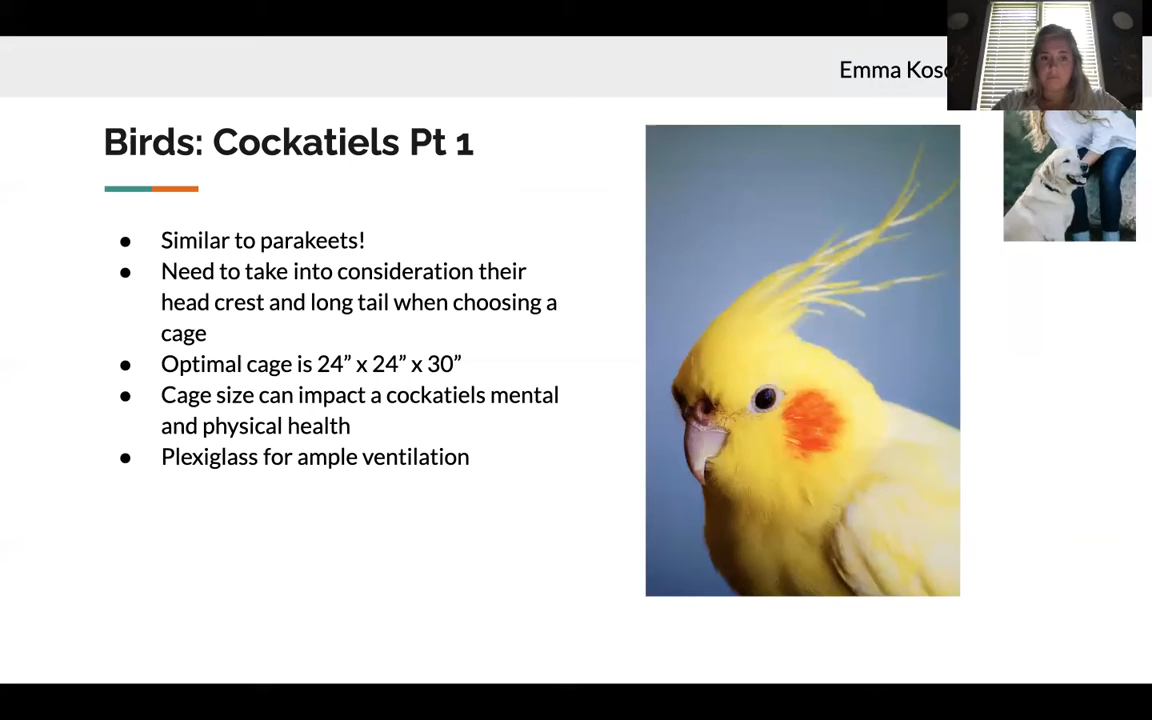 Emma
Birds: Cockatiels Pt 1
● Similar to parakeets!
● Need to take into consideration their
head crest and long tail when choosing a
cage
● Optimal cage is 24” x 24” x 30”
● Cage size can impact a cockatiels mental
and physical health
● Plexiglass for ample ventilation